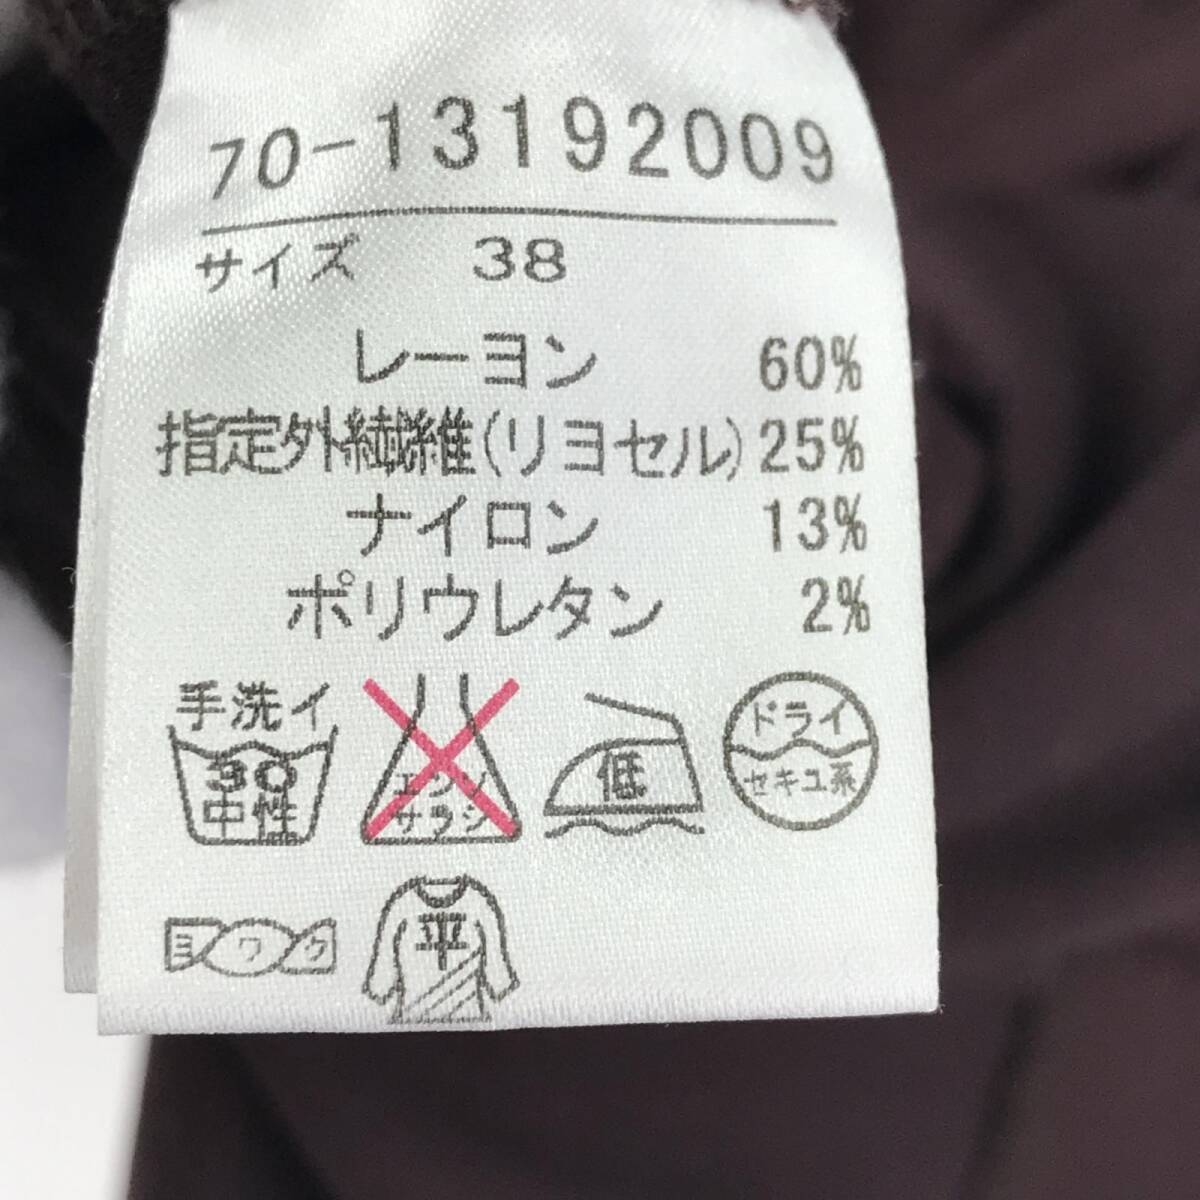 70-13192009
サイズ 38
レーヨン 60%
指定外繊維(リヨセル) 25%
ナイロン 13%
ポリウレタン 2%
手洗イ
30
中性
エンソ
サラシ
低
ドライ
セキユ系
ヨワク
平